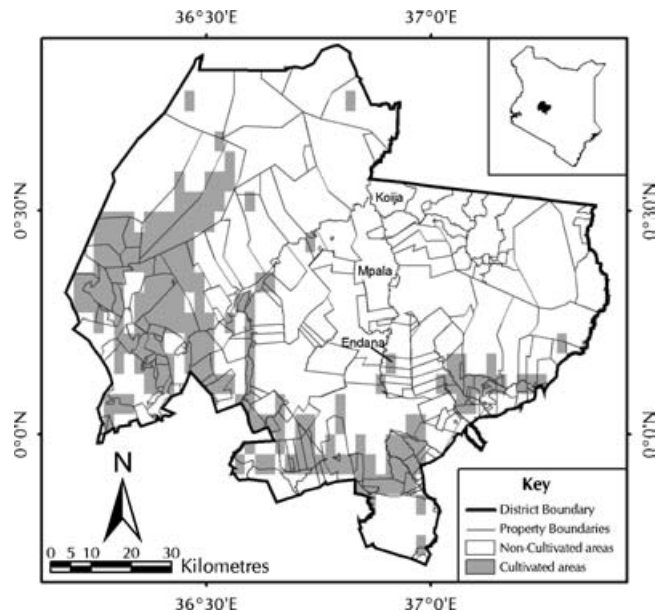 36°30'E 37°0'E
0°30'N 0°30'N
Koija
Mpala
Endana
0°0'N 0°0'N
N
0 5 10 20 30
Kilometres
Key
District Boundary
Property Boundaries
Non-Cultivated areas
Cultivated areas
36°30'E 37°0'E